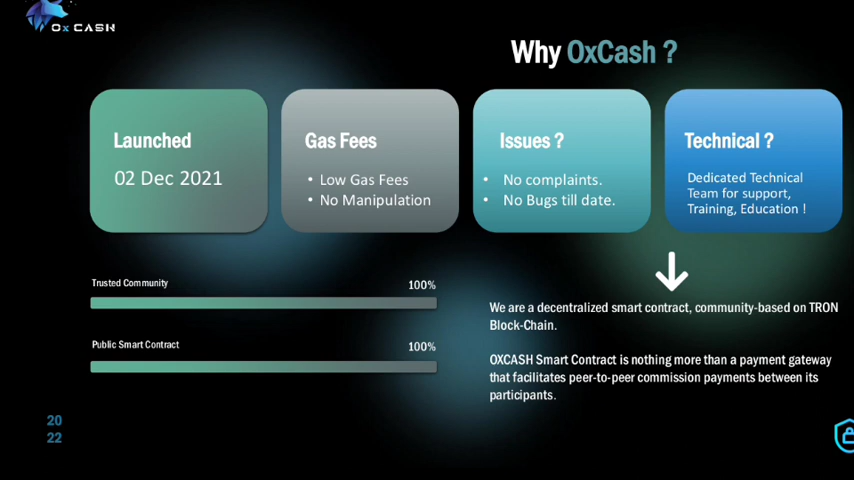 OxCASH
Why OxCash ?
Launched
02 Dec 2021
Gas Fees
• Low Gas Fees
• No Manipulation
Issues ?
• No complaints.
• No Bugs till date.
Technical ?
Dedicated Technical
Team for support,
Training, Education !
Trusted Community 100%
Public Smart Contract 100%
We are a decentralized smart contract, community-based on TRON
Block-Chain.
OXCASH Smart Contract is nothing more than a payment gateway
that facilitates peer-to-peer commission payments between its
participants.
20
22